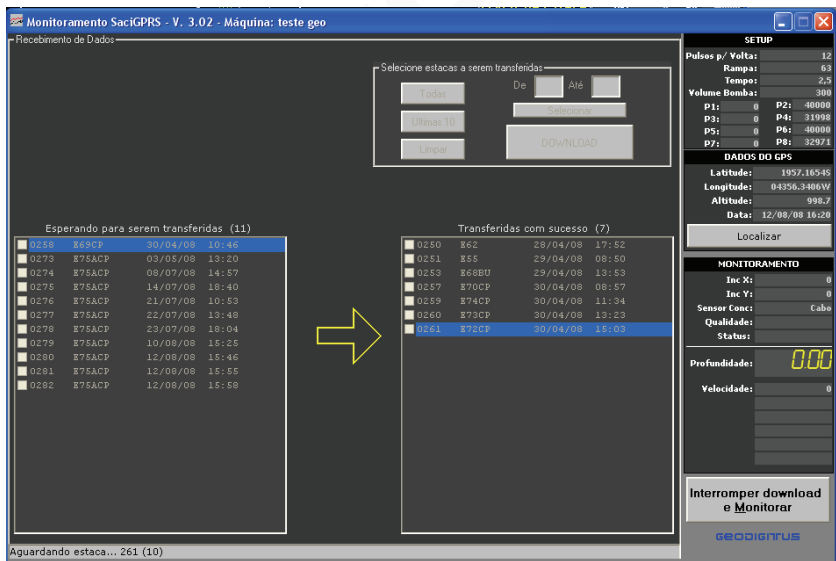 Monitoramento SaciGPRS - V. 3.02 - Máquina: teste geo
Recebimento de Dados
Selecione estacas a serem transferidas
Todas
De
Até
Selecionar
Ultimas 10
DOWNLOAD
Limpar
Esperando para serem transferidas (11)
0258 E69CP 30/04/08 10:46
0273 E75ACP 03/05/08 13:20
0274 E75ACP 08/07/08 14:57
0275 E75ACP 14/07/08 18:40
0276 E75ACP 21/07/08 10:53
0277 E75ACP 22/07/08 13:48
0278 E75ACP 23/07/08 18:04
0279 E75ACP 10/08/08 15:25
0280 E75ACP 12/08/08 15:46
0281 E75ACP 12/08/08 15:55
0282 E75ACP 12/08/08 15:58
Transferidas com sucesso (7)
0250 E62 28/04/08 17:52
0251 E55 29/04/08 08:50
0253 E68BU 29/04/08 13:53
0257 E70CP 30/04/08 08:57
0259 E74CP 30/04/08 11:34
0260 E73CP 30/04/08 13:23
0261 E72CP 30/04/08 15:03
SETUP
Pulsos p/ Volta: 12
Rampa: 63
Tempo: 2,5
Volume Bomba: 300
P1: 0 P2: 40000
P3: 0 P4: 31998
P5: 0 P6: 40000
P7: 0 P8: 32971
DADOS DO GPS
Latitude: 1957.1654S
Longitude: 04356.3406W
Altitude: 998.7
Data: 12/08/08 16:20
Localizar
MONITORAMENTO
Inc X: 0
Inc Y: 0
Sensor Conc: Cabo
Qualidade:
Status:
Profundidade: 0.00
Velocidade: 0
Interromper download
e Monitorar
GEODIGITUS
Aguardando estaca... 261 (10)